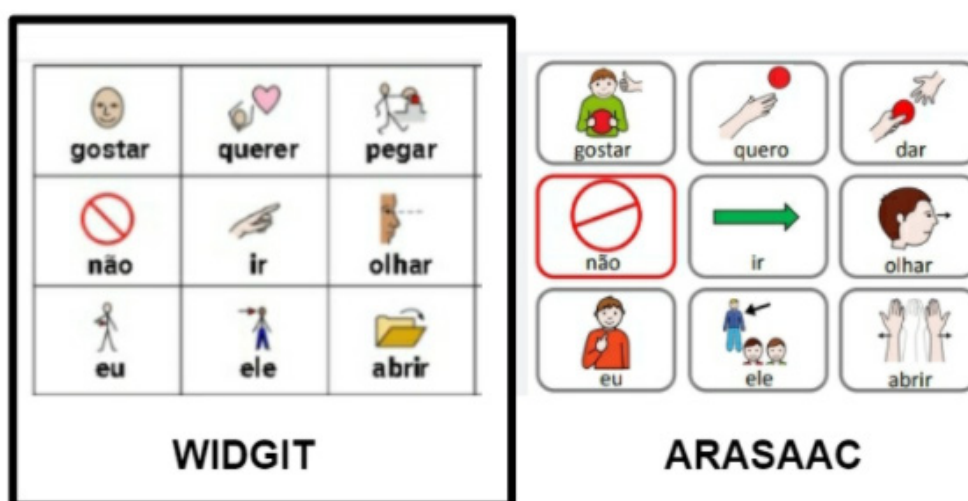 gostar querer pegar
não ir olhar
eu ele abrir
WIDGIT
gostar quero dar
não ir olhar
eu ele abrir
ARASAAC